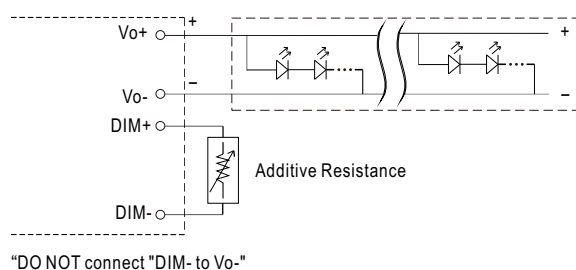 Vo+
+
+
−
Vo-
−
DIM+
Additive Resistance
DIM-
“DO NOT connect "DIM- to Vo-"